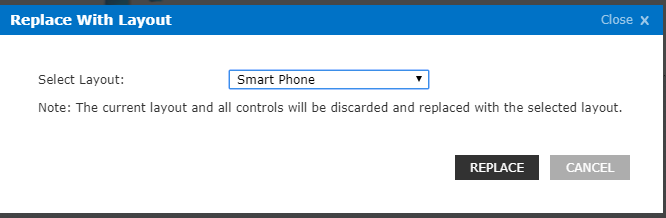 Replace With Layout Close X
Select Layout: Smart Phone
Note: The current layout and all controls will be discarded and replaced with the selected layout.
REPLACE CANCEL